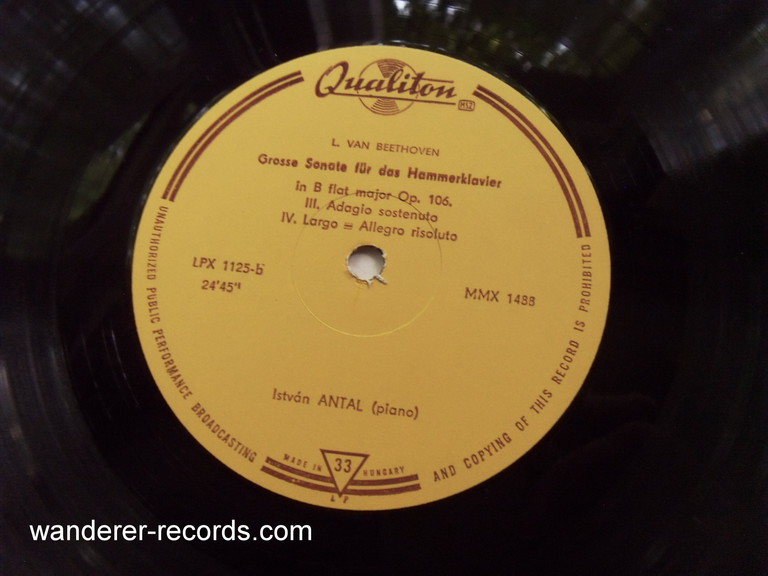 Qualiton
MSZ
L. VAN BEETHOVEN
Grosse Sonate für das Hammerklavier
in B flat major Op. 106.
III. Adagio sostenuto
IV. Largo = Allegro risoluto
LPX 1125-b
24'45"
MMX 1488
István ANTAL (piano)
UNAUTHORIZED PUBLIC PERFORMANCE BROADCASTING AND COPYING OF THIS RECORD IS PROHIBITED
MADE IN HUNGARY
33
LP
wanderer-records.com